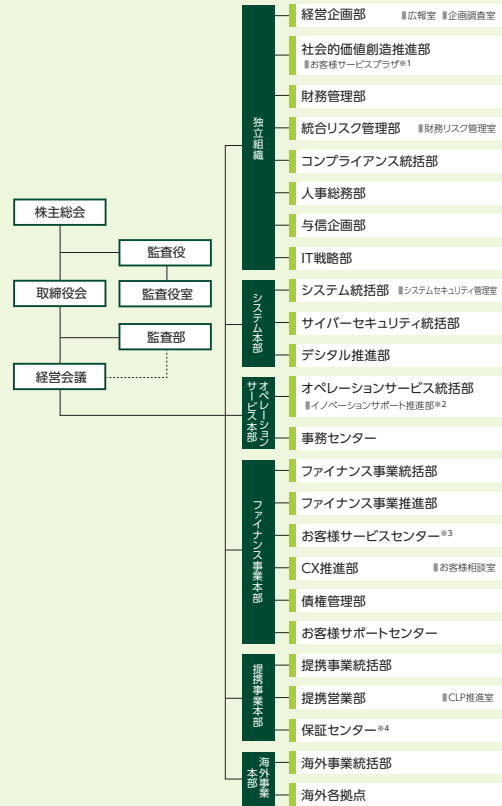 株主総会
監査役
取締役会
監査役室
監査部
経営会議
独立組織
経営企画部 ▮広報室 ▮企画調査室
社会的価値創造推進部
▮お客様サービスプラザ※1
財務管理部
統合リスク管理部 ▮財務リスク管理室
コンプライアンス統括部
人事総務部
与信企画部
IT戦略部
システム本部
システム統括部 ▮システムセキュリティ管理室
サイバーセキュリティ統括部
デジタル推進部
オペレーション
サービス本部
オペレーションサービス統括部
▮イノベーションサポート推進部※2
事務センター
ファイナンス事業本部
ファイナンス事業統括部
ファイナンス事業推進部
お客様サービスセンター※3
CX推進部 ▮お客様相談室
債権管理部
お客様サポートセンター
提携事業本部
提携事業統括部
提携営業部 ▮CLP推進室
保証センター※4
海外事業
本部
海外事業統括部
海外各拠点